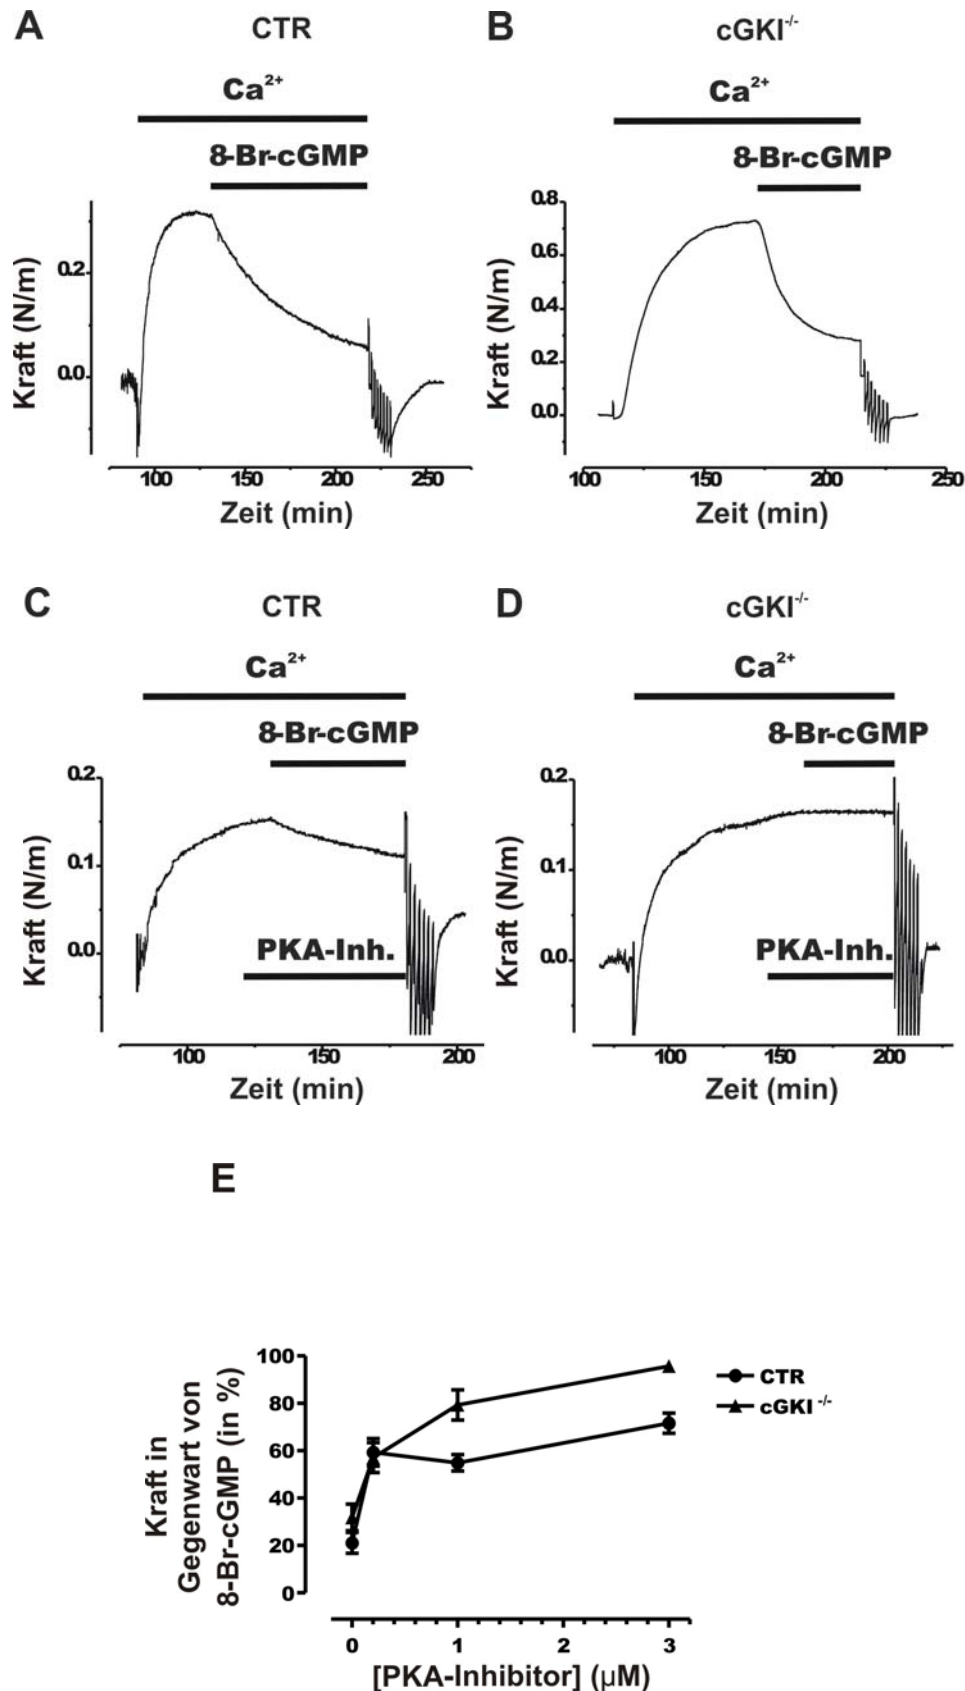 A CTR
Ca2+
8-Br-cGMP
Kraft (N/m)
0.2
0.0
100 150 200 250
Zeit (min)
B cGKI-/-
Ca2+
8-Br-cGMP
Kraft (N/m)
0.8
0.6
0.4
0.2
0.0
100 150 200 250
Zeit (min)
C CTR
Ca2+
8-Br-cGMP
Kraft (N/m)
0.2
0.1
0.0
PKA-Inh.
100 150 200
Zeit (min)
D cGKI-/-
Ca2+
8-Br-cGMP
Kraft (N/m)
0.2
0.1
0.0
PKA-Inh.
100 150 200
Zeit (min)
E
Kraft in
Gegenwart von
8-Br-cGMP (in %)
100
80
60
40
20
0
CTR
cGKI -/-
0 1 2 3
[PKA-Inhibitor] (µM)